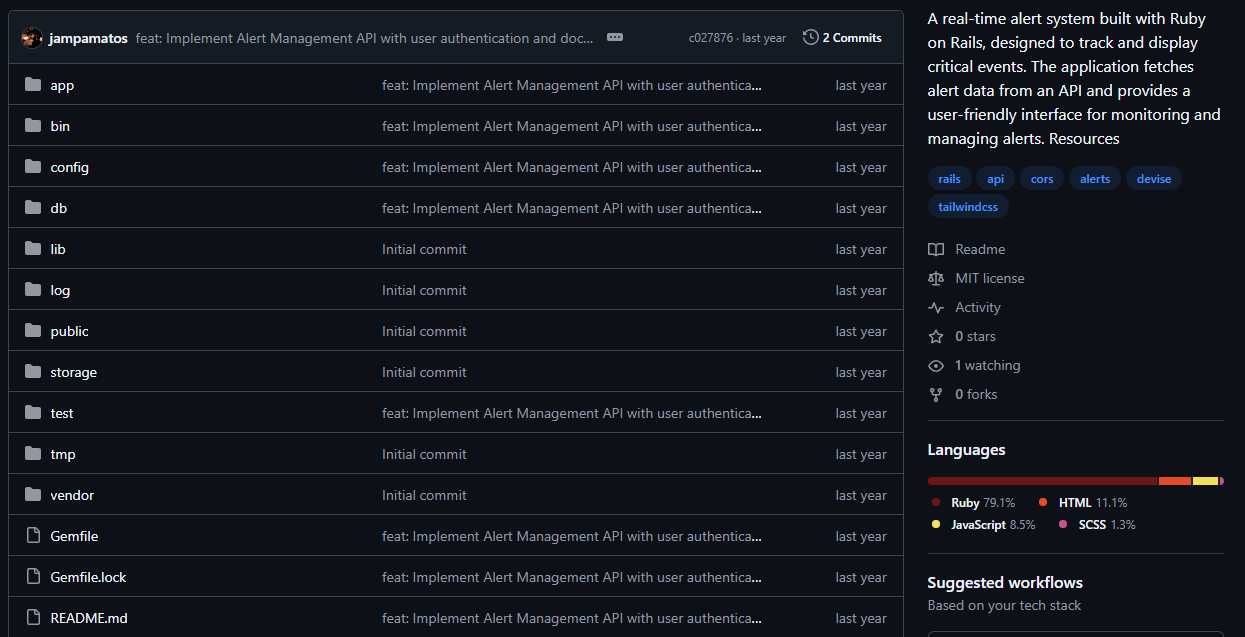 jampamatos feat: Implement Alert Management API with user authentication and doc... c027876 · last year 2 Commits
app feat: Implement Alert Management API with user authentica... last year
bin feat: Implement Alert Management API with user authentica... last year
config feat: Implement Alert Management API with user authentica... last year
db feat: Implement Alert Management API with user authentica... last year
lib Initial commit last year
log Initial commit last year
public Initial commit last year
storage Initial commit last year
test feat: Implement Alert Management API with user authentica... last year
tmp Initial commit last year
vendor Initial commit last year
Gemfile feat: Implement Alert Management API with user authentica... last year
Gemfile.lock feat: Implement Alert Management API with user authentica... last year
README.md feat: Implement Alert Management API with user authentica... last year
A real-time alert system built with Ruby
on Rails, designed to track and display
critical events. The application fetches
alert data from an API and provides a
user-friendly interface for monitoring and
managing alerts. Resources
rails api cors alerts devise
tailwindcss
Readme
MIT license
Activity
0 stars
1 watching
0 forks
Languages
Ruby 79.1% HTML 11.1%
JavaScript 8.5% SCSS 1.3%
Suggested workflows
Based on your tech stack